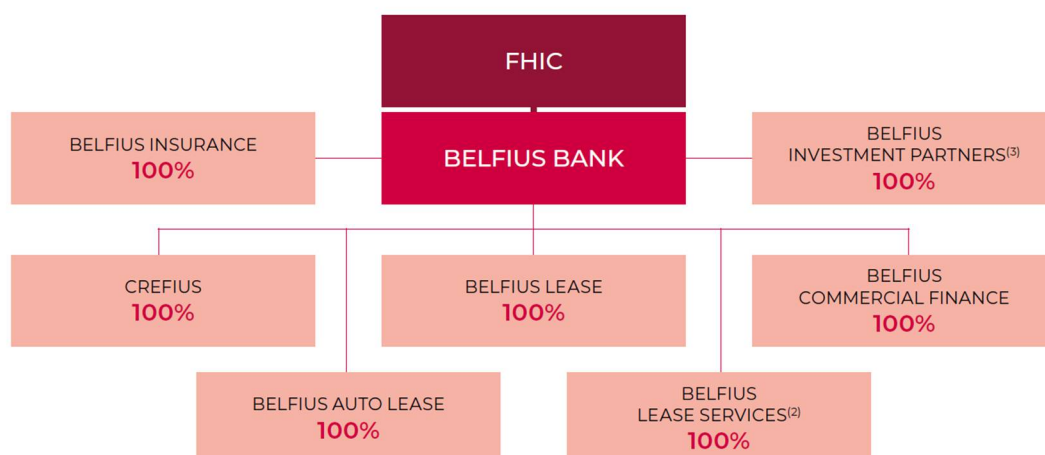 FHIC
BELFIUS INSURANCE
100%
BELFIUS BANK
BELFIUS
INVESTMENT PARTNERS(3)
100%
CREFIUS
100%
BELFIUS LEASE
100%
BELFIUS
COMMERCIAL FINANCE
100%
BELFIUS AUTO LEASE
100%
BELFIUS
LEASE SERVICES(2)
100%